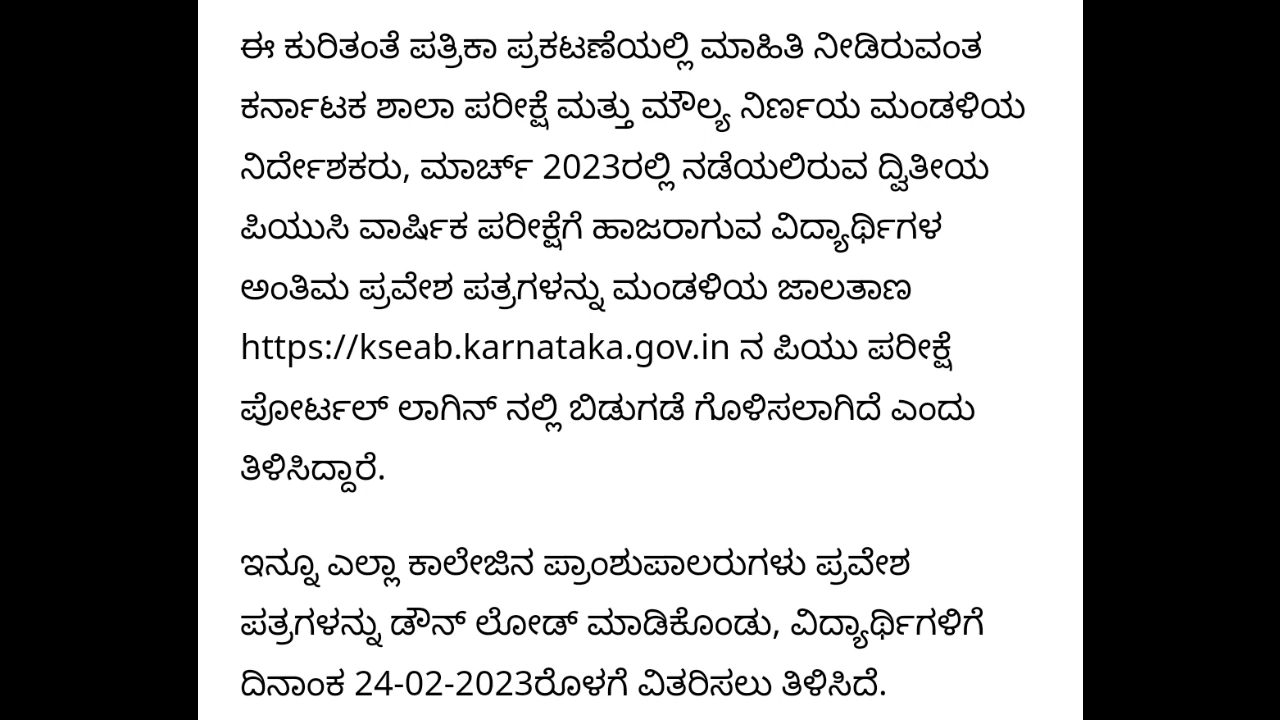 ಈ ಕುರಿತಂತೆ ಪತ್ರಿಕಾ ಪ್ರಕಟಣೆಯಲ್ಲಿ ಮಾಹಿತಿ ನೀಡಿರುವಂತ
ಕರ್ನಾಟಕ ಶಾಲಾ ಪರೀಕ್ಷೆ ಮತ್ತು ಮೌಲ್ಯ ನಿರ್ಣಯ ಮಂಡಳಿಯ
ನಿರ್ದೇಶಕರು, ಮಾರ್ಚ್ 2023ರಲ್ಲಿ ನಡೆಯಲಿರುವ ದ್ವಿತೀಯ
ಪಿಯುಸಿ ವಾರ್ಷಿಕ ಪರೀಕ್ಷೆಗೆ ಹಾಜರಾಗುವ ವಿದ್ಯಾರ್ಥಿಗಳ
ಅಂತಿಮ ಪ್ರವೇಶ ಪತ್ರಗಳನ್ನು ಮಂಡಳಿಯ ಜಾಲತಾಣ
https://kseab.karnataka.gov.in ನ ಪಿಯು ಪರೀಕ್ಷೆ
ಪೋರ್ಟಲ್ ಲಾಗಿನ್ ನಲ್ಲಿ ಬಿಡುಗಡೆ ಗೊಳಿಸಲಾಗಿದೆ ಎಂದು
ತಿಳಿಸಿದ್ದಾರೆ.
ಇನ್ನೂ ಎಲ್ಲಾ ಕಾಲೇಜಿನ ಪ್ರಾಂಶುಪಾಲರುಗಳು ಪ್ರವೇಶ
ಪತ್ರಗಳನ್ನು ಡೌನ್ ಲೋಡ್ ಮಾಡಿಕೊಂಡು, ವಿದ್ಯಾರ್ಥಿಗಳಿಗೆ
ದಿನಾಂಕ 24-02-2023ರೊಳಗೆ ವಿತರಿಸಲು ತಿಳಿಸಿದೆ.